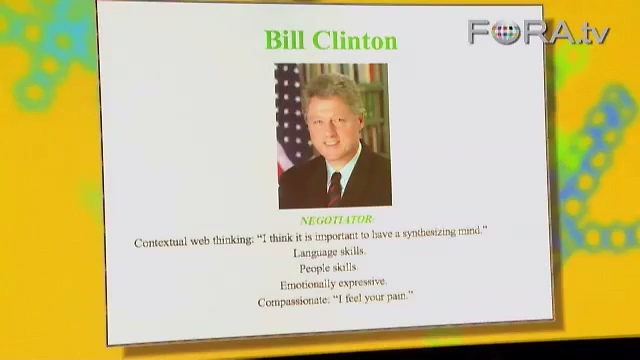 FORA.tv
Bill Clinton
NEGOTIATOR:
Contextual web thinking: “I think it is important to have a synthesizing mind.”
Language skills.
People skills.
Emotionally expressive.
Compassionate: “I feel your pain.”